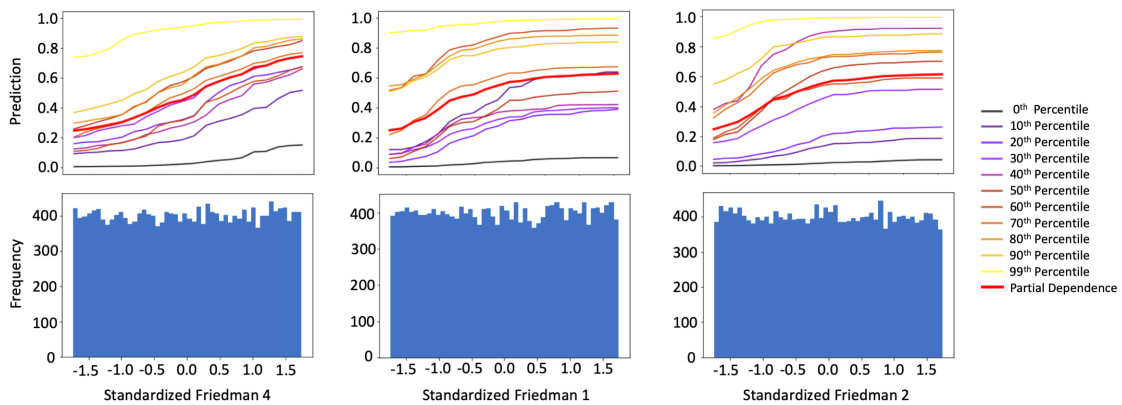 Prediction
1.0
0.8
0.6
0.4
0.2
0.0
1.0
0.8
0.6
0.4
0.2
0.0
1.0
0.8
0.6
0.4
0.2
0.0
0th Percentile
10th Percentile
20th Percentile
30th Percentile
40th Percentile
50th Percentile
60th Percentile
70th Percentile
80th Percentile
90th Percentile
99th Percentile
Partial Dependence
Frequency
400
300
200
100
0
400
300
200
100
0
400
300
200
100
0
-1.5 -1.0 -0.5 0.0 0.5 1.0 1.5
-1.5 -1.0 -0.5 0.0 0.5 1.0 1.5
-1.5 -1.0 -0.5 0.0 0.5 1.0 1.5
Standardized Friedman 4
Standardized Friedman 1
Standardized Friedman 2